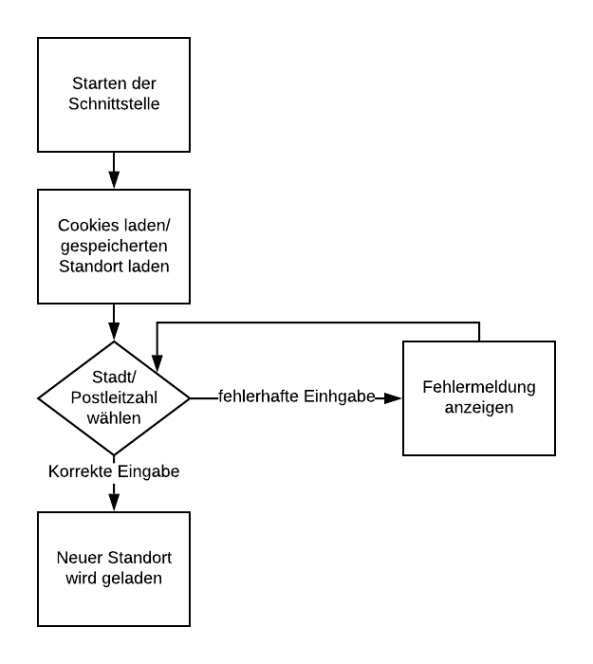 Starten der
Schnittstelle
Cookies laden/
gespeicherten
Standort laden
Stadt/
Postleitzahl
wählen
fehlerhafte Einhgabe
Fehlermeldung
anzeigen
Korrekte Eingabe
Neuer Standort
wird geladen